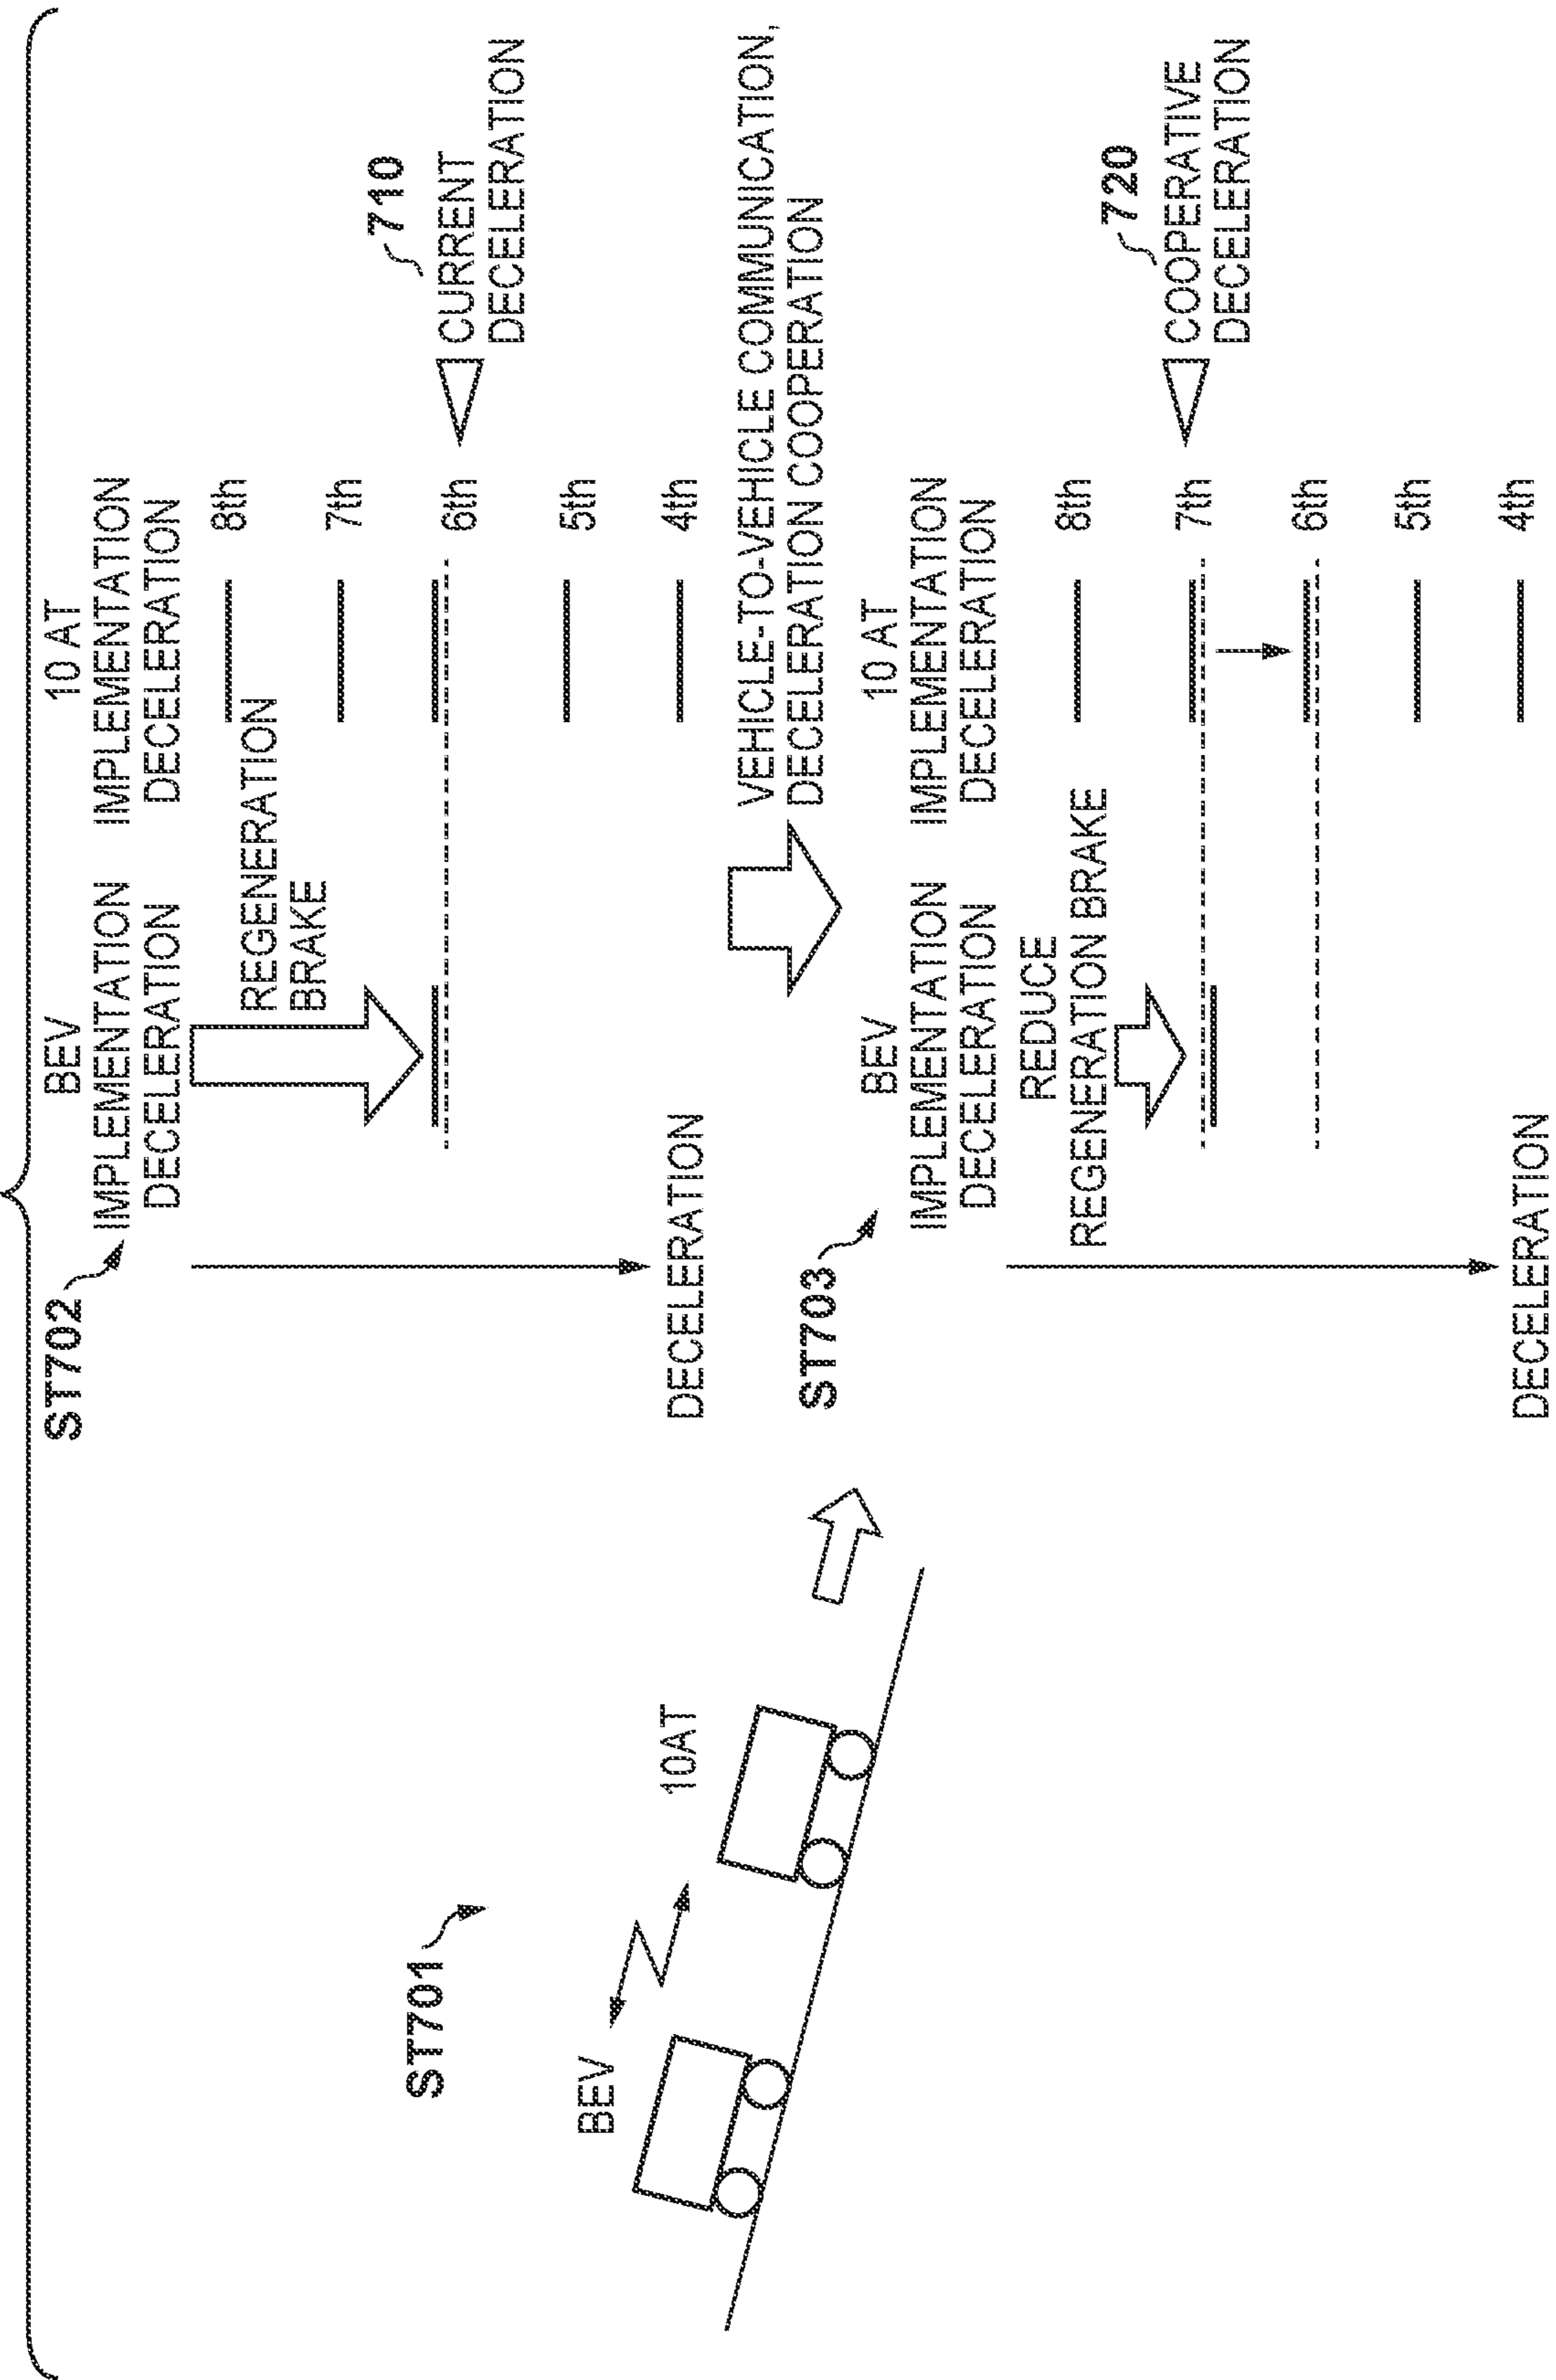 ST701
BEV
10AT
ST702
BEV
IMPLEMENTATION
DECELERATION
10 AT
IMPLEMENTATION
DECELERATION
REGENERATION
BRAKE
8th
7th
6th
5th
4th
710
CURRENT
DECELERATION
DECELERATION
VEHICLE-TO-VEHICLE COMMUNICATION,
DECELERATION COOPERATION
ST703
BEV
IMPLEMENTATION
DECELERATION
10 AT
IMPLEMENTATION
DECELERATION
REDUCE
REGENERATION BRAKE
8th
7th
6th
5th
4th
720
COOPERATIVE
DECELERATION
DECELERATION